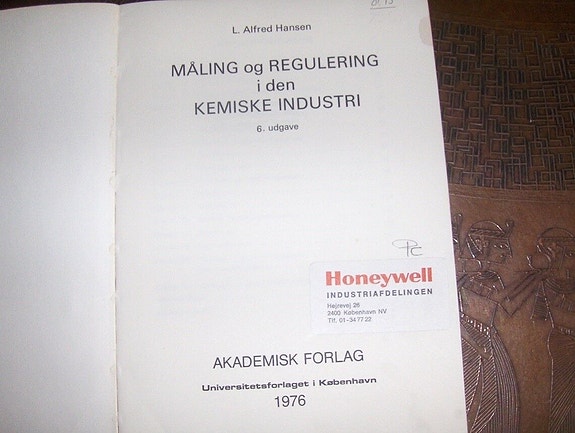 L. Alfred Hansen
MÅLING og REGULERING
i den
KEMISKE INDUSTRI
6. udgave
Honeywell
INDUSTRIAFDELINGEN
Højrevej 26
2400 København NV
Tlf. 01-34 77 22
AKADEMISK FORLAG
Universitetsforlaget i København
1976